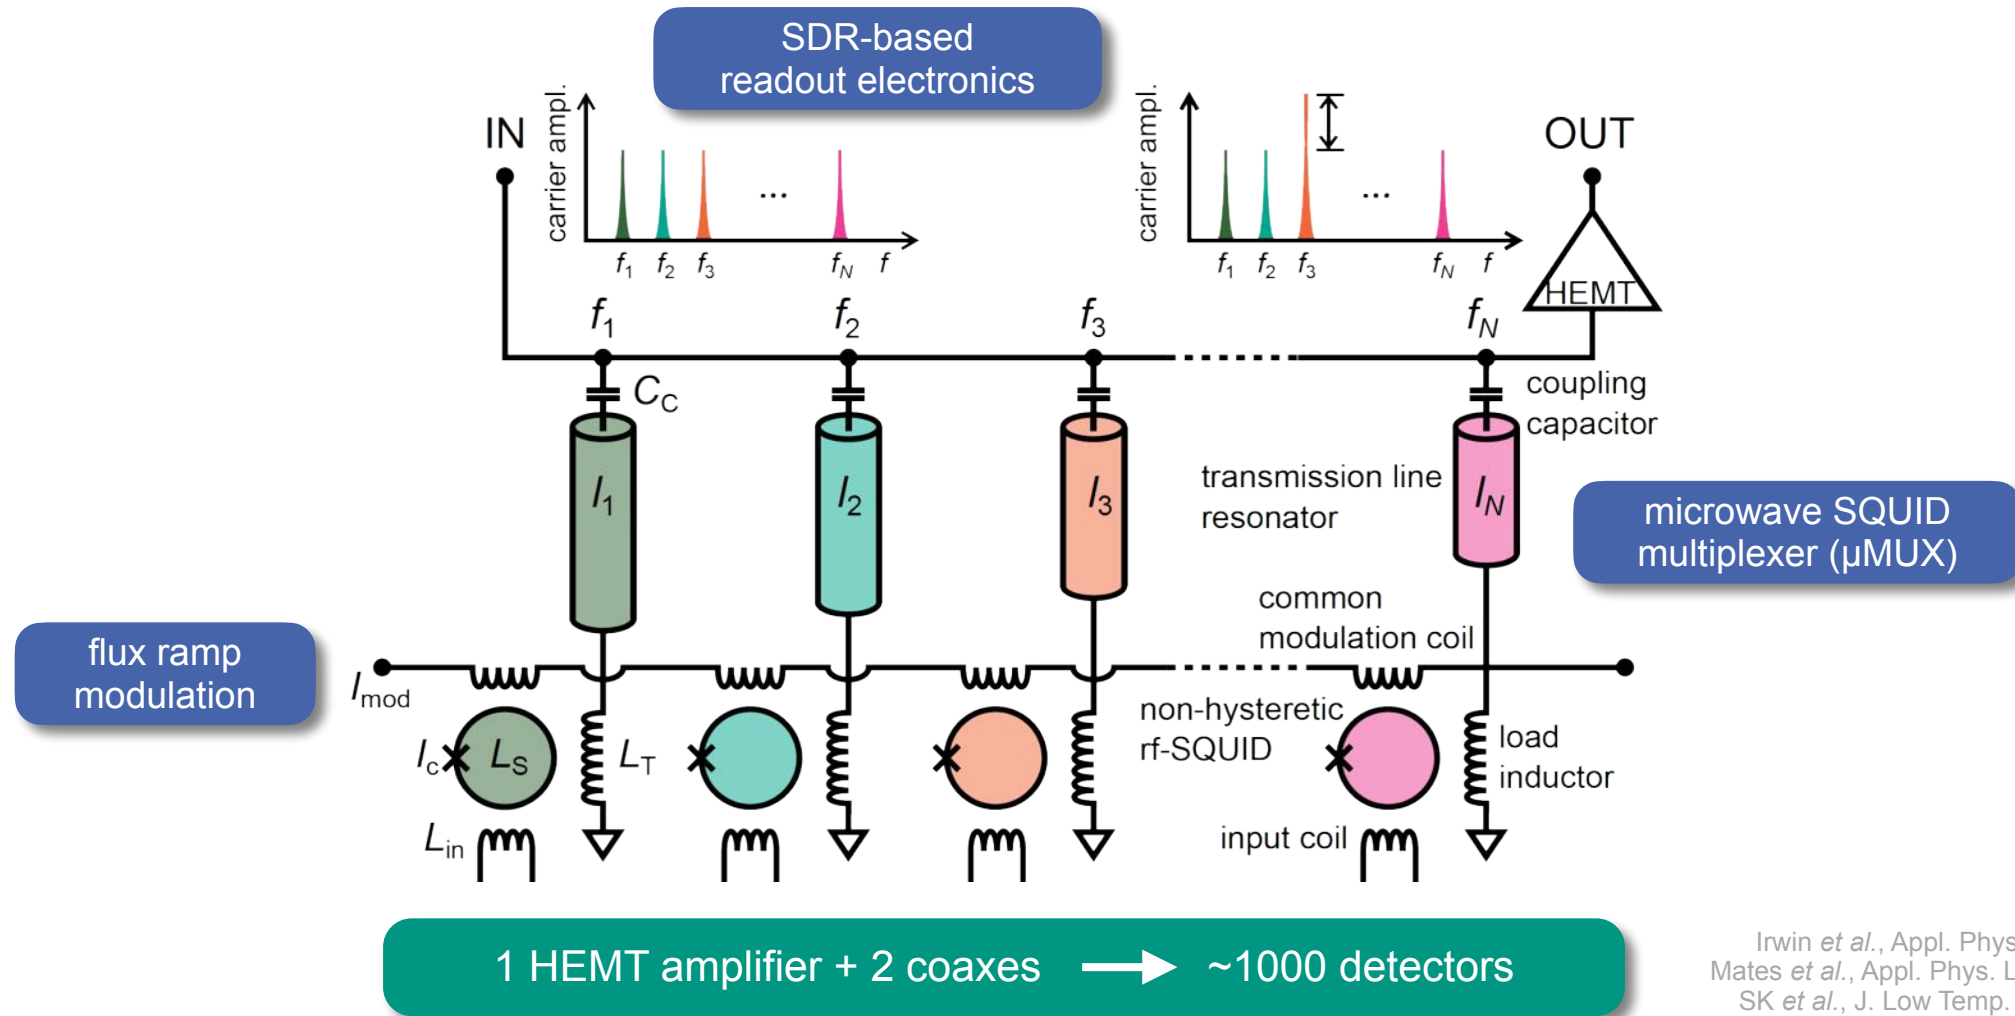 SDR-based
readout electronics
IN
carrier ampl.
f1 f2 f3 ... fN f
carrier ampl.
f1 f2 f3 ... fN f
OUT
HEMT
f1 f2 f3 fN
CC
coupling
capacitor
l1 l2 l3 lN
transmission line
resonator
microwave SQUID
multiplexer (µMUX)
common
modulation coil
flux ramp
modulation
Imod
non-hysteretic
rf-SQUID
Ic LS LT
load
inductor
Lin
input coil
1 HEMT amplifier + 2 coaxes → ~1000 detectors
Irwin et al., Appl. Phys
Mates et al., Appl. Phys. L
SK et al., J. Low Temp.